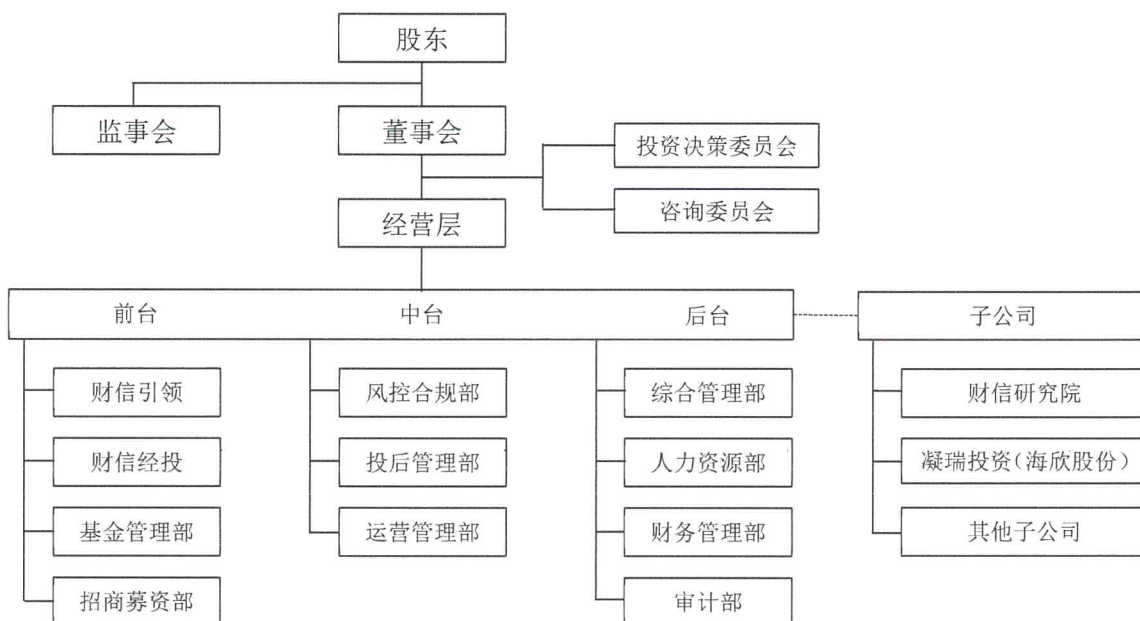 股东
监事会
董事会
投资决策委员会
咨询委员会
经营层
前台
中台
后台
子公司
财信引领
风控合规部
综合管理部
财信研究院
财信经投
投后管理部
人力资源部
凝瑞投资(海欣股份)
基金管理部
运营管理部
财务管理部
其他子公司
招商募资部
审计部